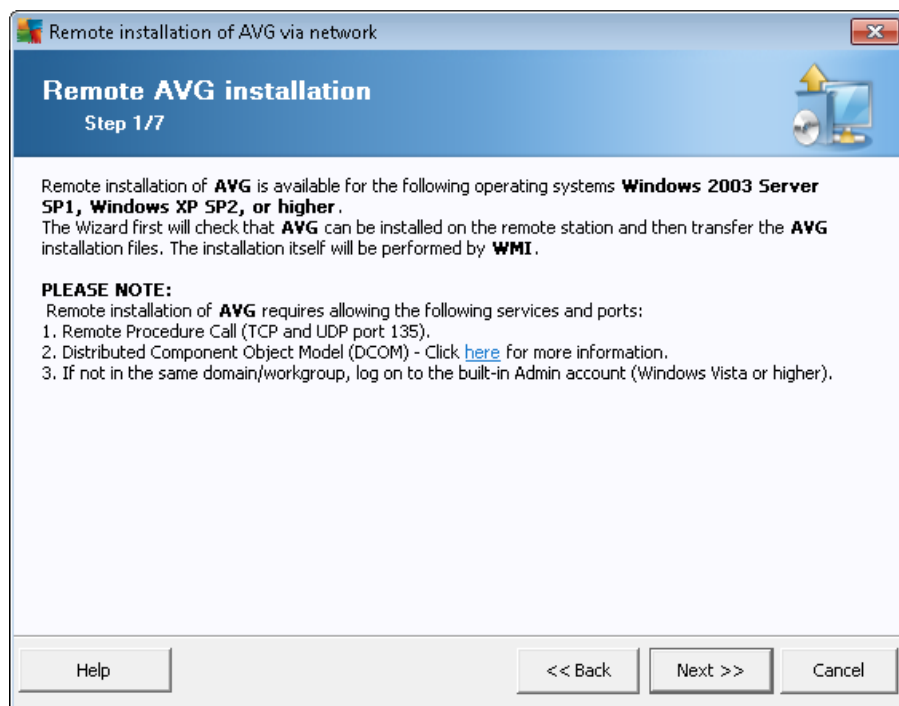 Remote installation of AVG via network
Remote AVG installation
Step 1/7
Remote installation of AVG is available for the following operating systems Windows 2003 Server
SP1, Windows XP SP2, or higher.
The Wizard first will check that AVG can be installed on the remote station and then transfer the AVG
installation files. The installation itself will be performed by WMI.
PLEASE NOTE:
Remote installation of AVG requires allowing the following services and ports:
1. Remote Procedure Call (TCP and UDP port 135).
2. Distributed Component Object Model (DCOM) - Click here for more information.
3. If not in the same domain/workgroup, log on to the built-in Admin account (Windows Vista or higher).
Help
<< Back
Next >>
Cancel